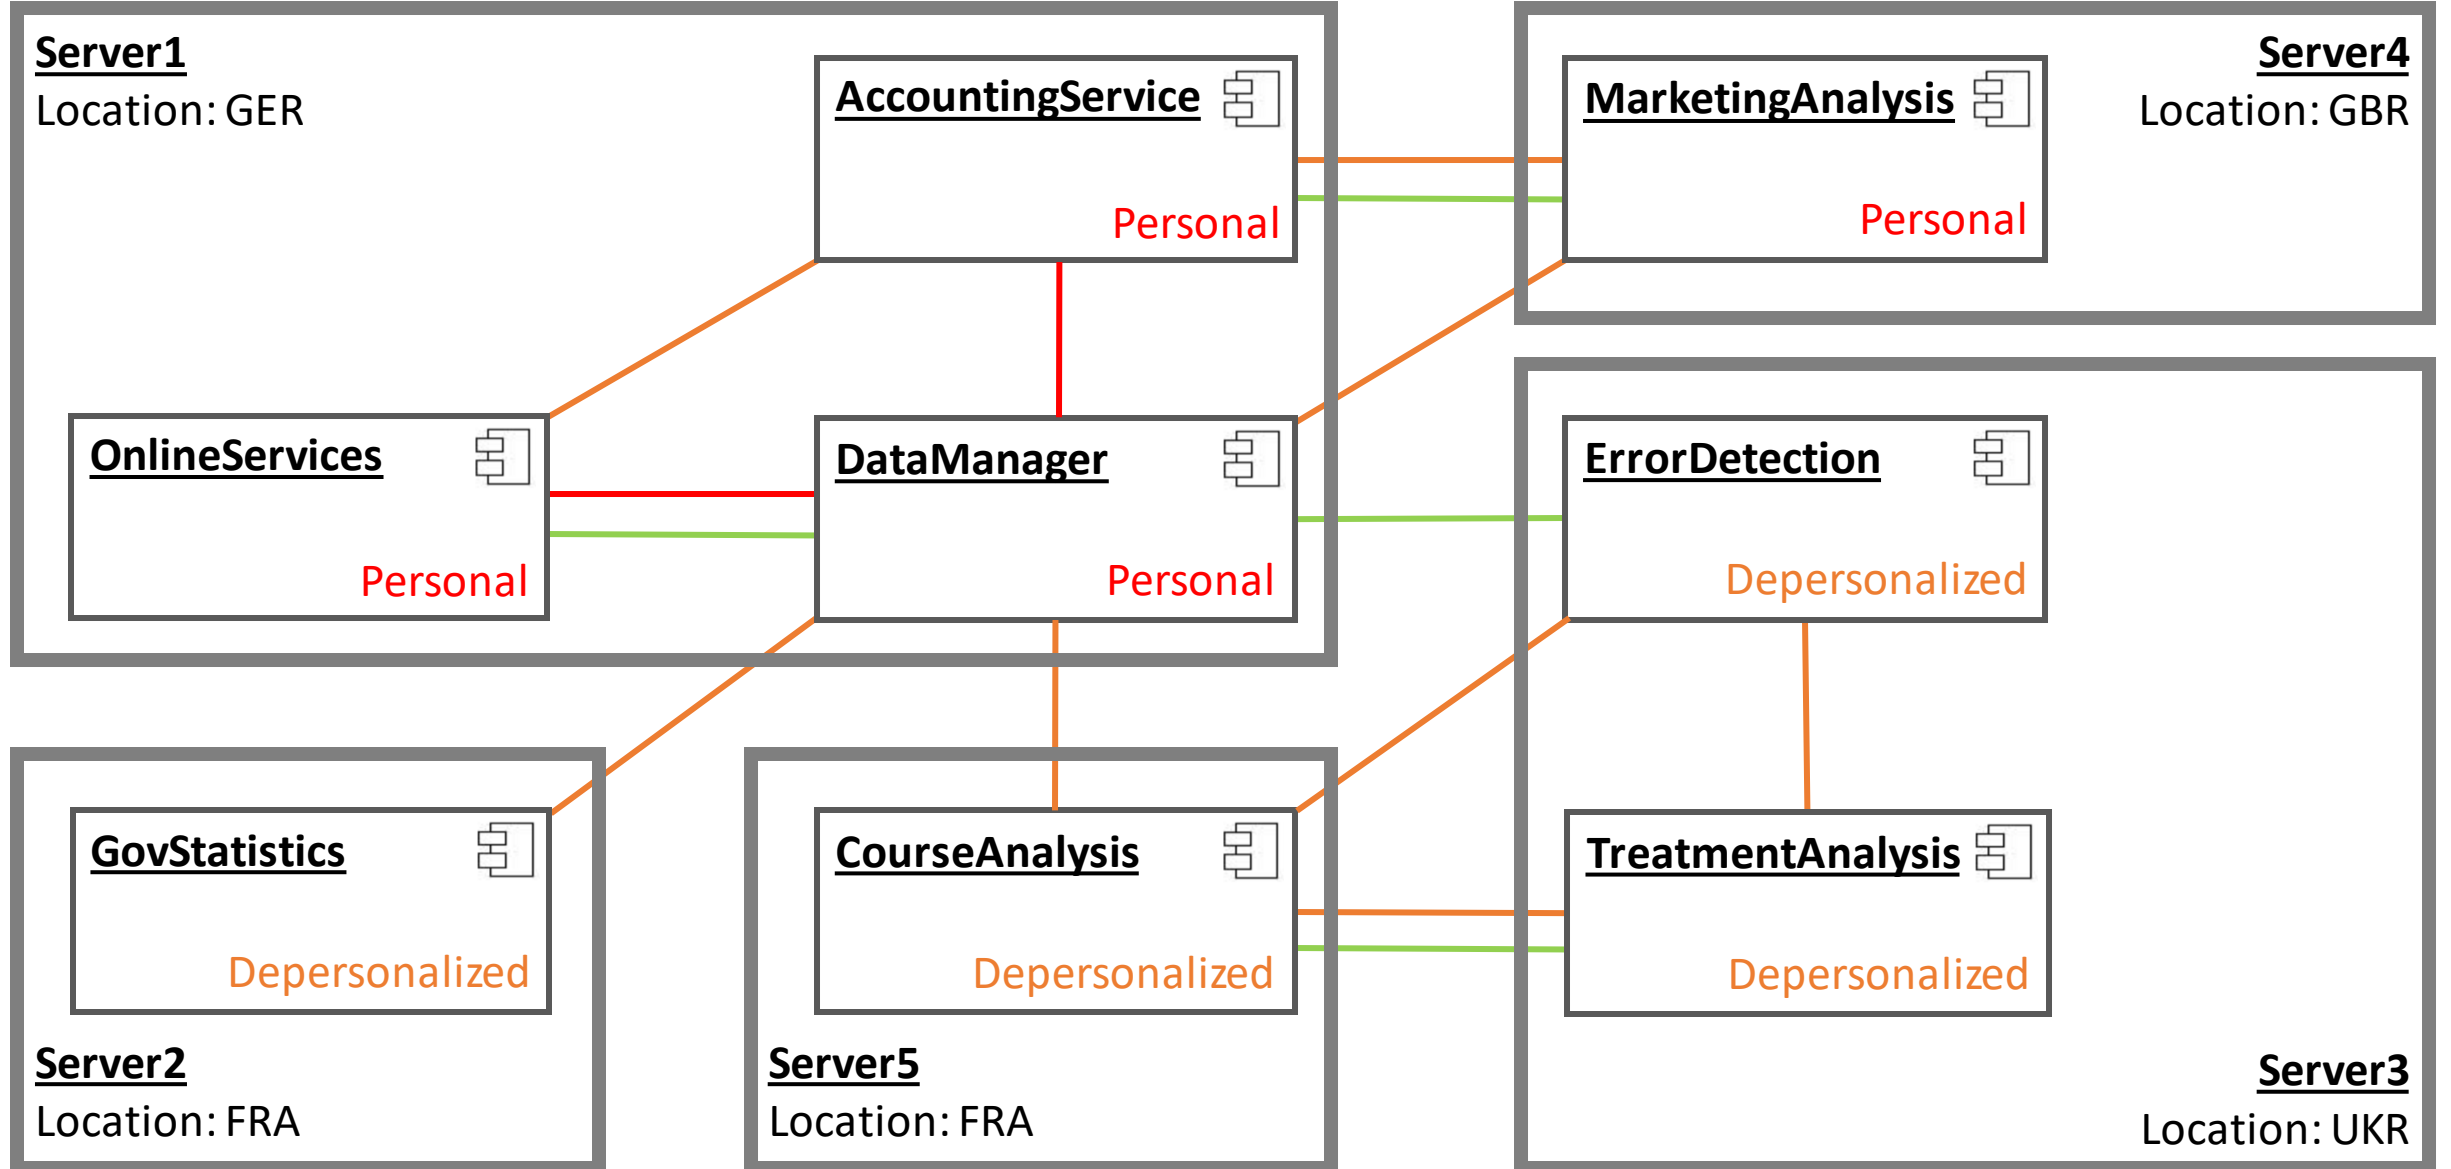 Server1
Location: GER
AccountingService
Personal
MarketingAnalysis
Personal
Server4
Location: GBR
OnlineServices
Personal
DataManager
Personal
ErrorDetection
Depersonalized
GovStatistics
Depersonalized
Server2
Location: FRA
CourseAnalysis
Depersonalized
Server5
Location: FRA
TreatmentAnalysis
Depersonalized
Server3
Location: UKR